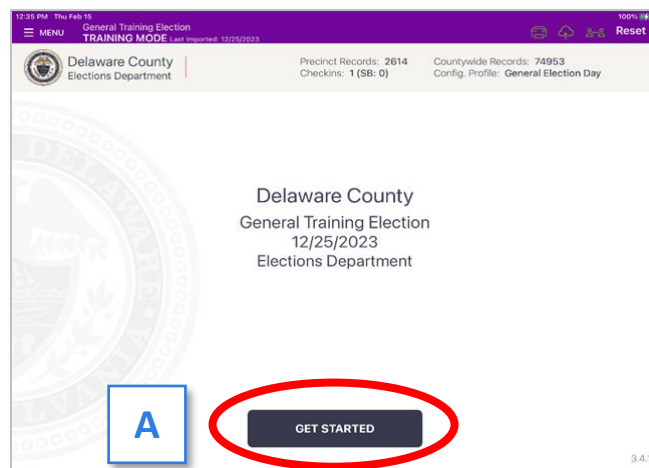 12:35 PM Thu Feb 15
100%
MENU
General Training Election
TRAINING MODE Last Imported: 12/25/2023
Reset
Delaware County
Elections Department
Precinct Records: 2614
Checkins: 1 (SB: 0)
Countywide Records: 74953
Config. Profile: General Election Day
Delaware County
General Training Election
12/25/2023
Elections Department
A
GET STARTED